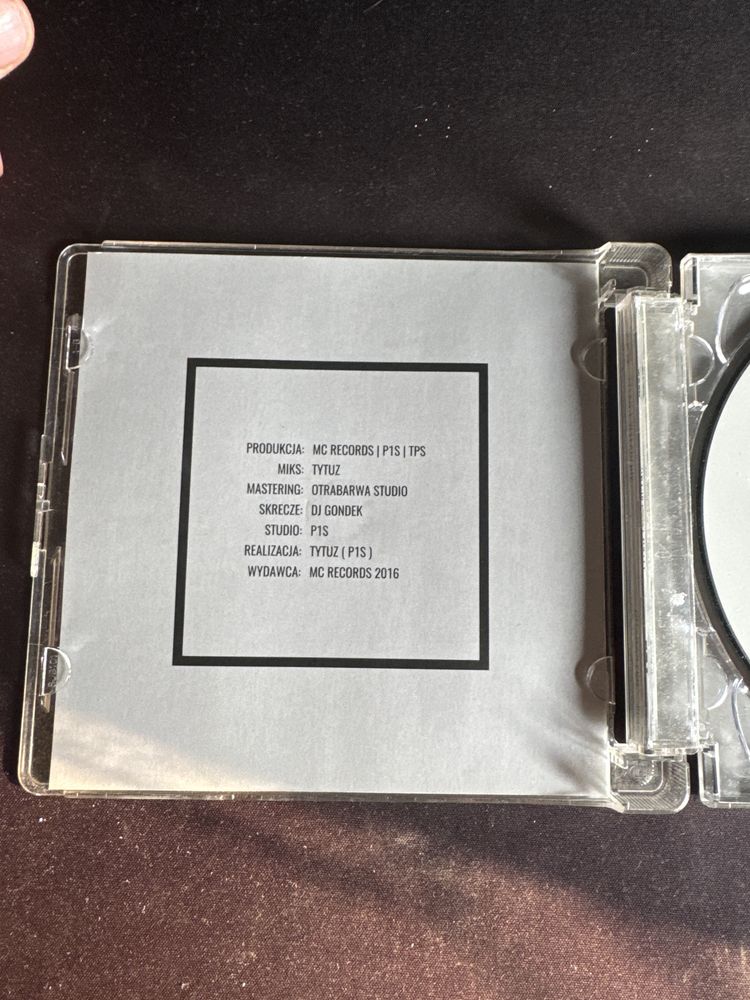 PRODUKCJA: MC RECORDS | P1S | TPS
MIKS: TYTUZ
MASTERING: OTRABARWA STUDIO
SKRECZE: DJ GONDEK
STUDIO: P1S
REALIZACJA: TYTUZ ( P1S )
WYDAWCA: MC RECORDS 2016